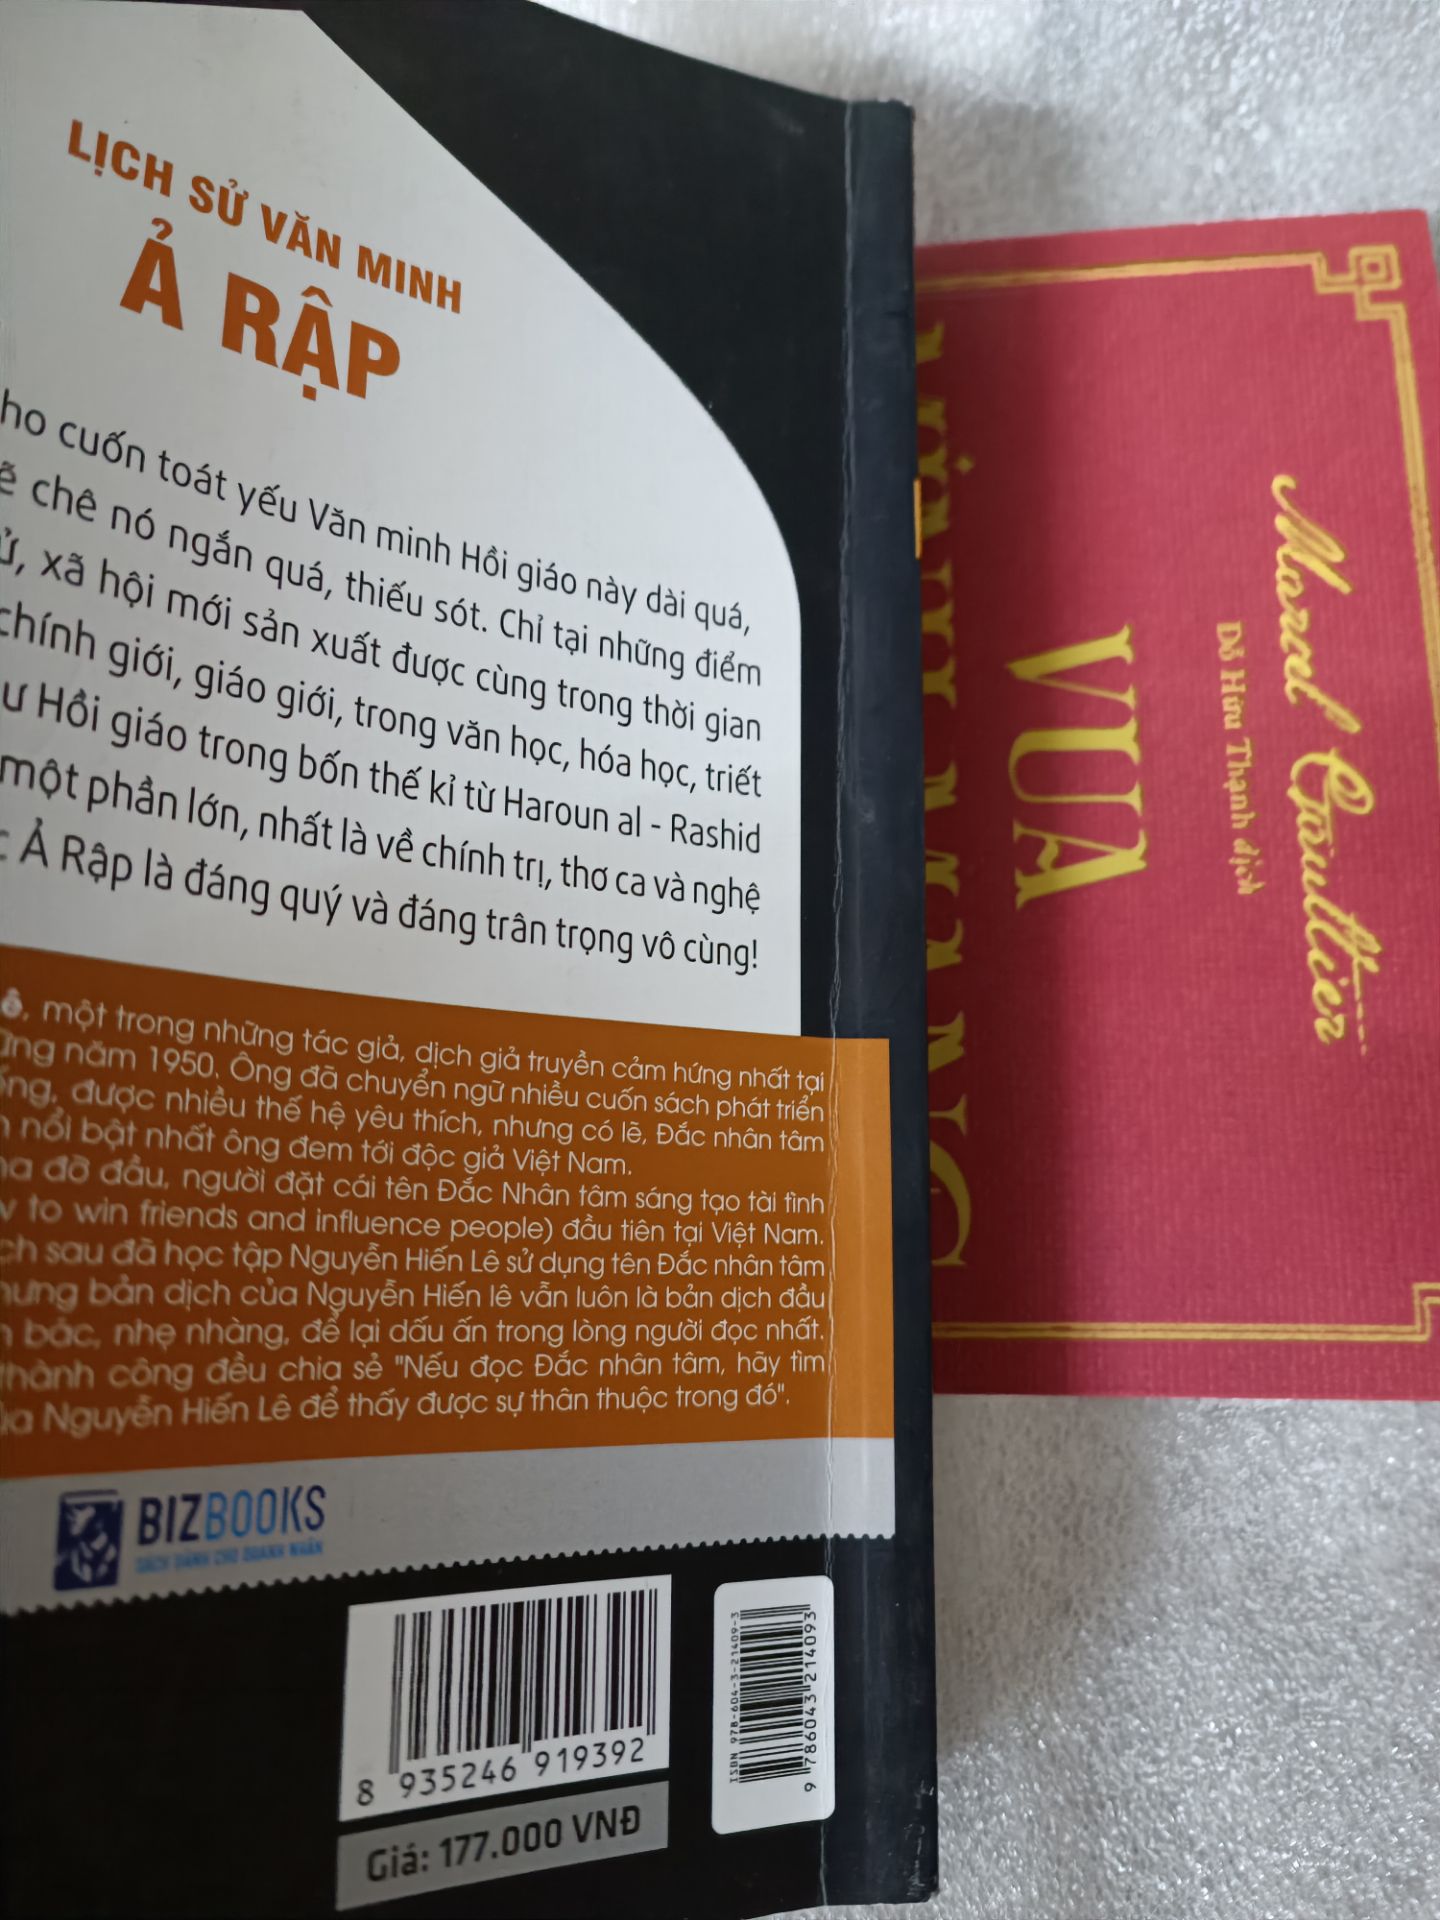 LỊCH SỬ VĂN MINH
Ả RẬP
cuốn toát yếu Văn minh Hồi giáo này dài quá,
chê nó ngắn quá, thiếu sót. Chỉ tại những điểm
xã hội mới sản xuất được cùng trong thời gian
chính giới, giáo giới, trong văn học, hóa học, triết
Hồi giáo trong bốn thế kỉ từ Haroun al - Rashid
một phần lớn, nhất là về chính trị, thơ ca và nghệ
Ả Rập là đáng quý và đáng trân trọng vô cùng!
một trong những tác giả, dịch giả truyền cảm hứng nhất tại
năm 1950. Ông đã chuyển ngữ nhiều cuốn sách phát triển
được nhiều thế hệ yêu thích, nhưng có lẽ, Đắc nhân tâm
nổi bật nhất ông đem tới độc giả Việt Nam.
đỡ đầu, người đặt cái tên Đắc Nhân tâm sáng tạo tài tình
to win friends and influence people) đầu tiên tại Việt Nam.
sau đã học tập Nguyễn Hiến Lê sử dụng tên Đắc nhân tâm
bản dịch của Nguyễn Hiến lê vẫn luôn là bản dịch đầu
bác, nhẹ nhàng, để lại dấu ấn trong lòng người đọc nhất.
thành công đều chia sẻ "Nếu đọc Đắc nhân tâm, hãy tìm
Nguyễn Hiến Lê để thấy được sự thân thuộc trong đó".
BIZBOOKS
SÁCH DÀNH CHO DOANH NHÂN
8 935246 919392
Giá: 177.000 VNĐ
ISBN 978-604-3-21409-3
9 786043 214093
Marcel Gaultier
Đỗ Hữu Thạnh dịch
VUA